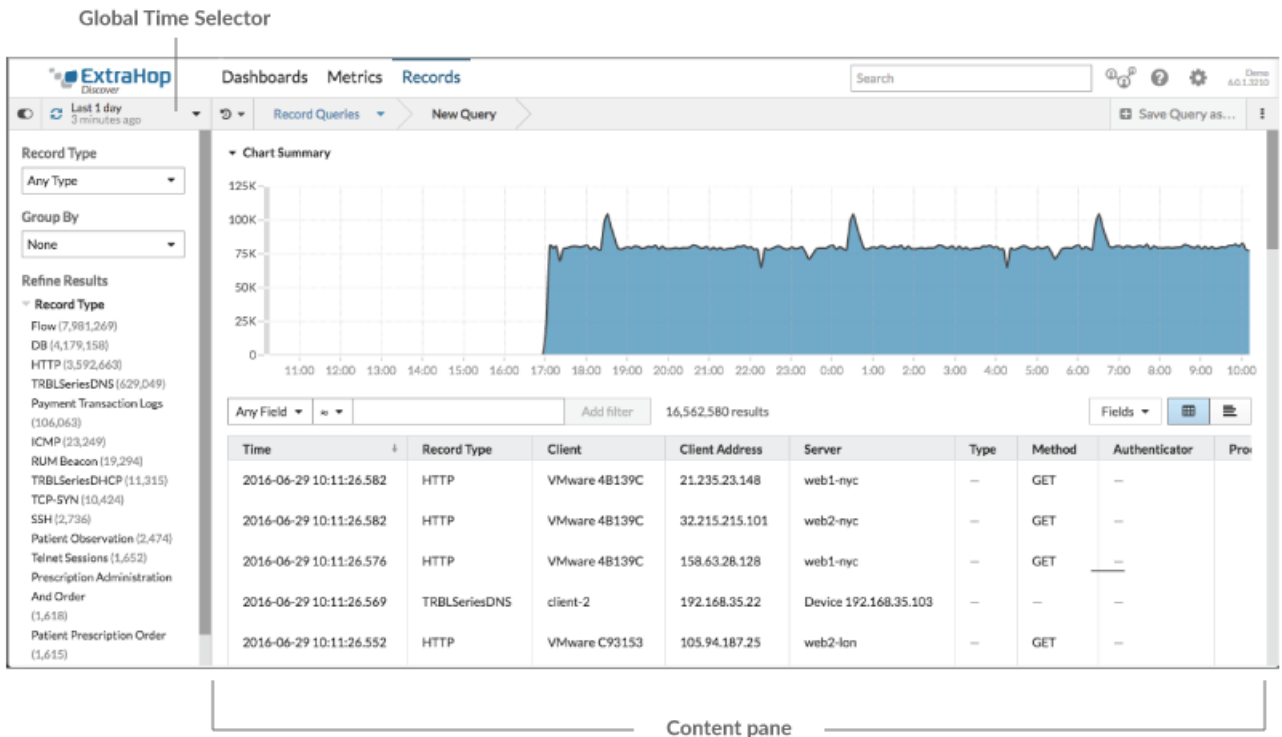 Global Time Selector
ExtraHop
Discover
Dashboards Metrics Records
Search
Demo
6.0.1.3210
Last 1 day
3 minutes ago
Record Queries
New Query
Save Query as...
Record Type
Any Type
Group By
None
Refine Results
Record Type
Flow (7,981,269)
DB (4,179,158)
HTTP (3,592,663)
TRBLSeriesDNS (629,049)
Payment Transaction Logs
(106,063)
ICMP (23,249)
RUM Beacon (19,294)
TRBLSeriesDHCP (11,315)
TCP-SYN (10,424)
SSH (2,736)
Patient Observation (2,474)
Telnet Sessions (1,652)
Prescription Administration
And Order
(1,618)
Patient Prescription Order
(1,615)
Chart Summary
125K
100K
75K
50K
25K
0
11:00 12:00 13:00 14:00 15:00 16:00 17:00 18:00 19:00 20:00 21:00 22:00 23:00 0:00 1:00 2:00 3:00 4:00 5:00 6:00 7:00 8:00 9:00 10:00
Any Field ≈ Add filter 16,562,580 results Fields
Time Record Type Client Client Address Server Type Method Authenticator Pro
2016-06-29 10:11:26.582 HTTP VMware 4B139C 21.235.23.148 web1-nyc — GET —
2016-06-29 10:11:26.582 HTTP VMware 4B139C 32.215.215.101 web2-nyc — GET —
2016-06-29 10:11:26.576 HTTP VMware 4B139C 158.63.28.128 web1-nyc — GET —
2016-06-29 10:11:26.569 TRBLSeriesDNS client-2 192.168.35.22 Device 192.168.35.103 — — —
2016-06-29 10:11:26.552 HTTP VMware C93153 105.94.187.25 web2-lon — GET —
Content pane